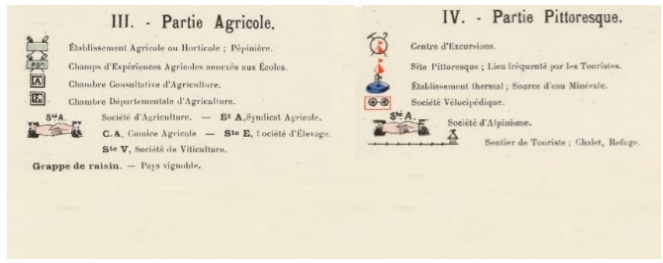 III. - Partie Agricole.
Établissement Agricole ou Horticole ; Pépinière.
Champs d'Expériences Agricoles annexés aux Écoles.
A
Chambre Consultative d'Agriculture.
Chambre Départementale d'Agriculture.
Sté A.
Société d'Agriculture. — St A, Syndicat Agricole.
C.A, Comice Agricole — Ste E, Société d'Élevage.
Ste V, Société de Viticulture.
Grappe de raisin. — Pays vignoble.
IV. - Partie Pittoresque.
Centre d'Excursions.
Site Pittoresque ; Lieu fréquenté par les Touristes.
Établissement thermal ; Source d'eau Minérale.
Société Vélocipédique.
Sté A.
Société d'Alpinisme.
Sentier de Touriste ; Chalet, Refuge.